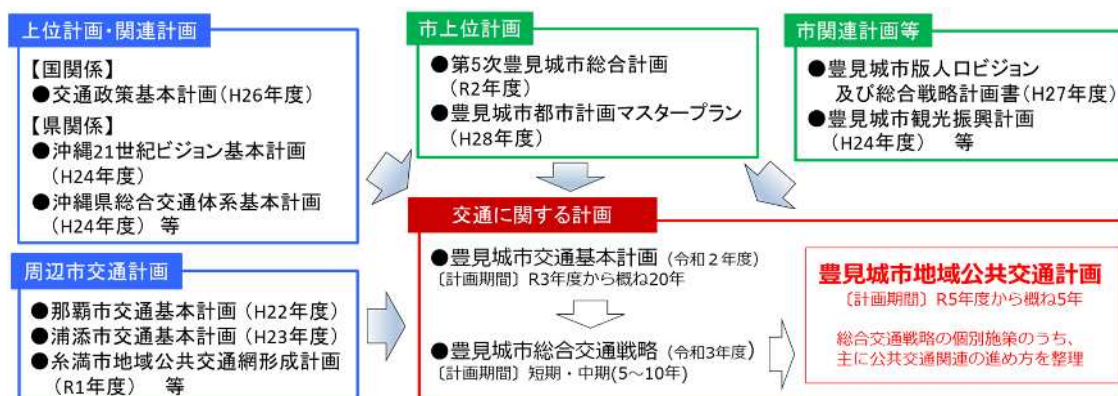 上位計画・関連計画
【国関係】
●交通政策基本計画(H26年度)
【県関係】
●沖縄21世紀ビジョン基本計画
(H24年度)
●沖縄県総合交通体系基本計画
(H24年度) 等
周辺市交通計画
●那覇市交通基本計画(H22年度)
●浦添市交通基本計画(H23年度)
●糸満市地域公共交通網形成計画
(R1年度) 等
市上位計画
●第5次豊見城市総合計画
(R2年度)
●豊見城市都市計画マスタープラン
(H28年度)
市関連計画等
●豊見城市版人口ビジョン
及び総合戦略計画書(H27年度)
●豊見城市観光振興計画
(H24年度) 等
交通に関する計画
●豊見城市交通基本計画(令和2年度)
〔計画期間〕R3年度から概ね20年
●豊見城市総合交通戦略(令和3年度)
〔計画期間〕短期・中期(5~10年)
豊見城市地域公共交通計画
〔計画期間〕R5年度から概ね5年
総合交通戦略の個別施策のうち、
主に公共交通関連の進め方を整理